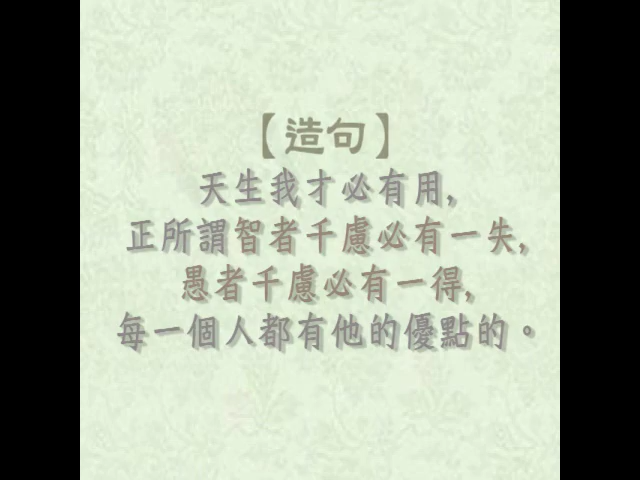 【造句】
天生我才必有用,
正所謂智者千慮必有一失,
愚者千慮必有一得,
每一個人都有他的優點的。